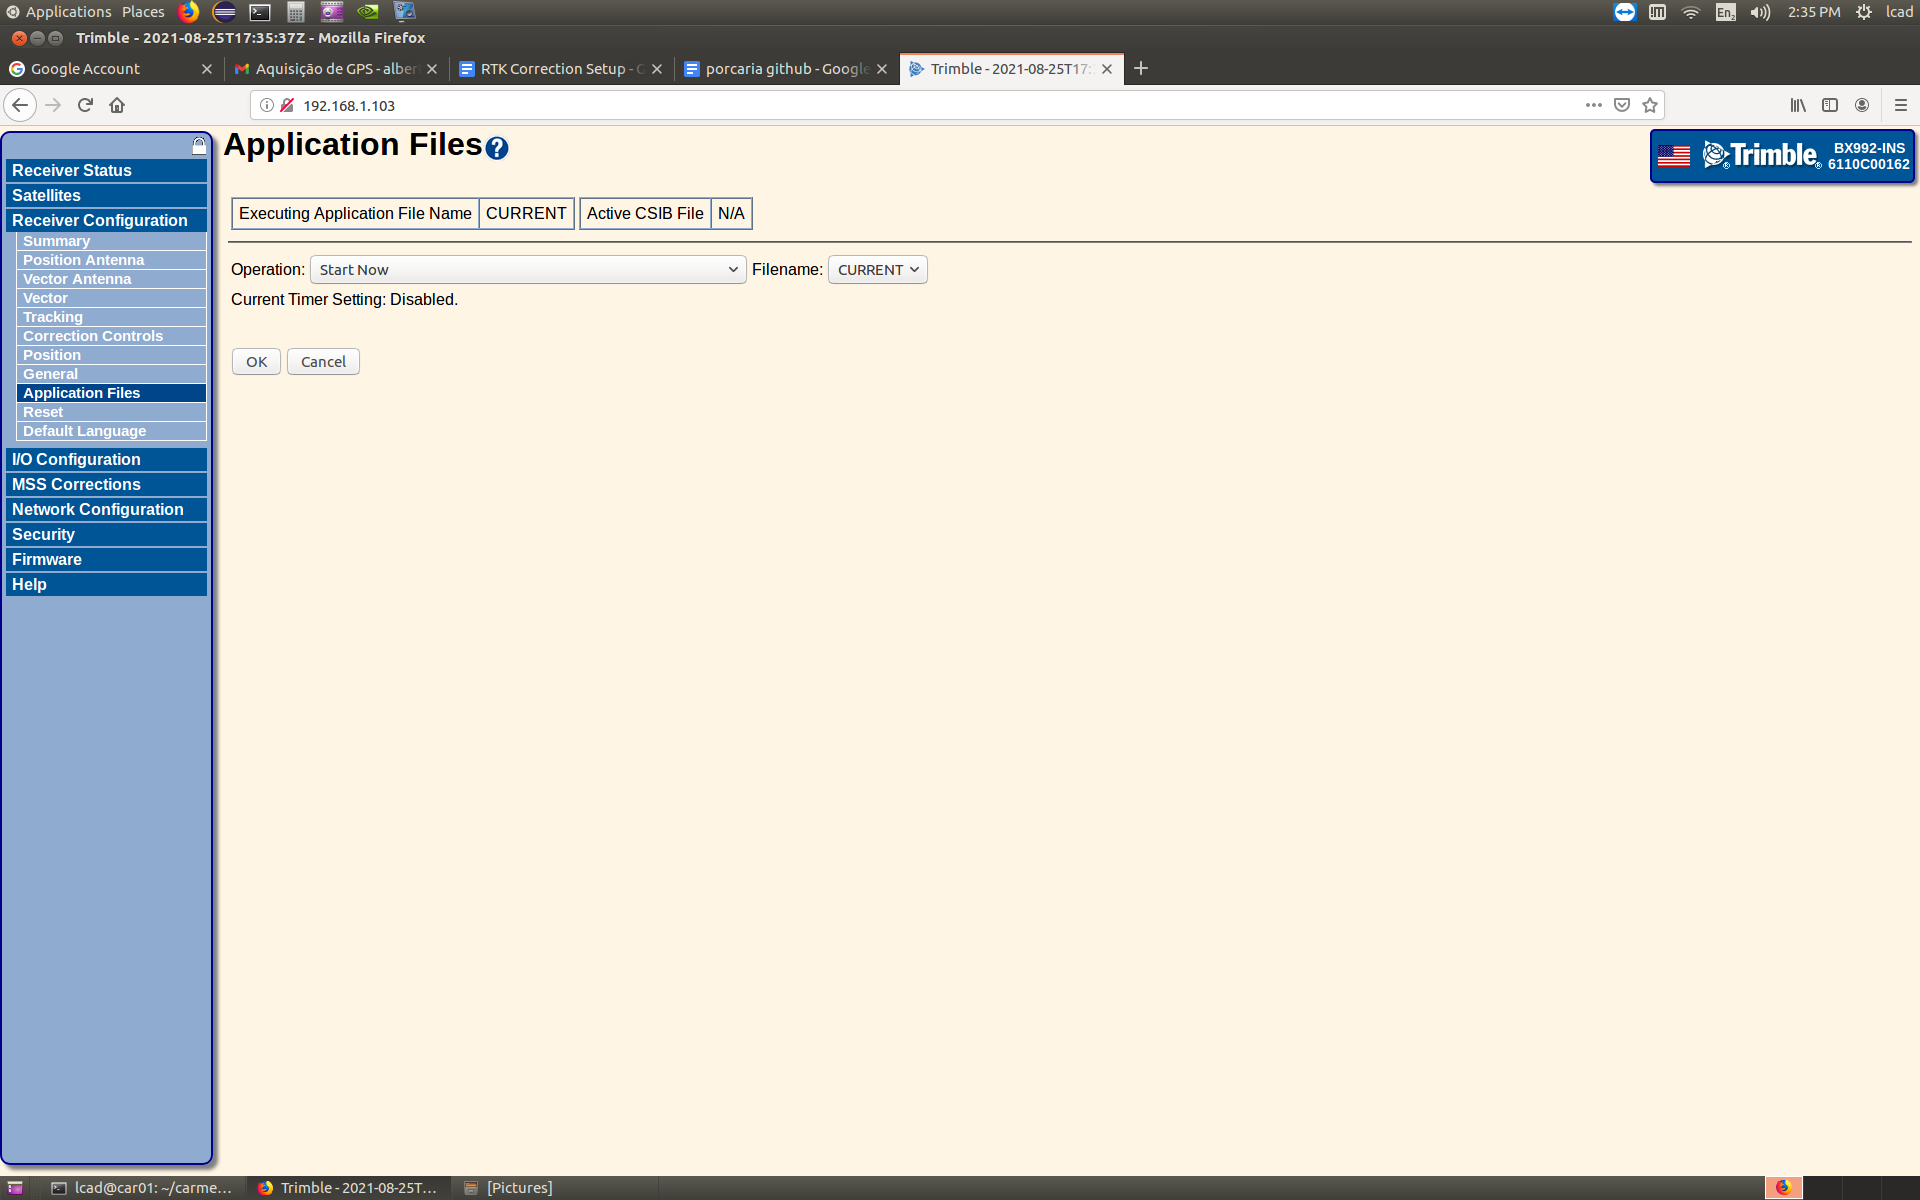 Applications Places En2 2:35 PM lcad
Trimble - 2021-08-25T17:35:37Z - Mozilla Firefox
Google Account Aquisição de GPS - alber RTK Correction Setup - G porcaria github - Google Trimble - 2021-08-25T17:
192.168.1.103
Application Files
BX992-INS
Trimble
6110C00162
Receiver Status
Satellites
Receiver Configuration
Summary
Position Antenna
Vector Antenna
Vector
Tracking
Correction Controls
Position
General
Application Files
Reset
Default Language
I/O Configuration
MSS Corrections
Network Configuration
Security
Firmware
Help
Executing Application File Name CURRENT Active CSIB File N/A
Operation: Start Now Filename: CURRENT
Current Timer Setting: Disabled.
OK Cancel
lcad@car01: ~/carme... Trimble - 2021-08-25T... [Pictures]